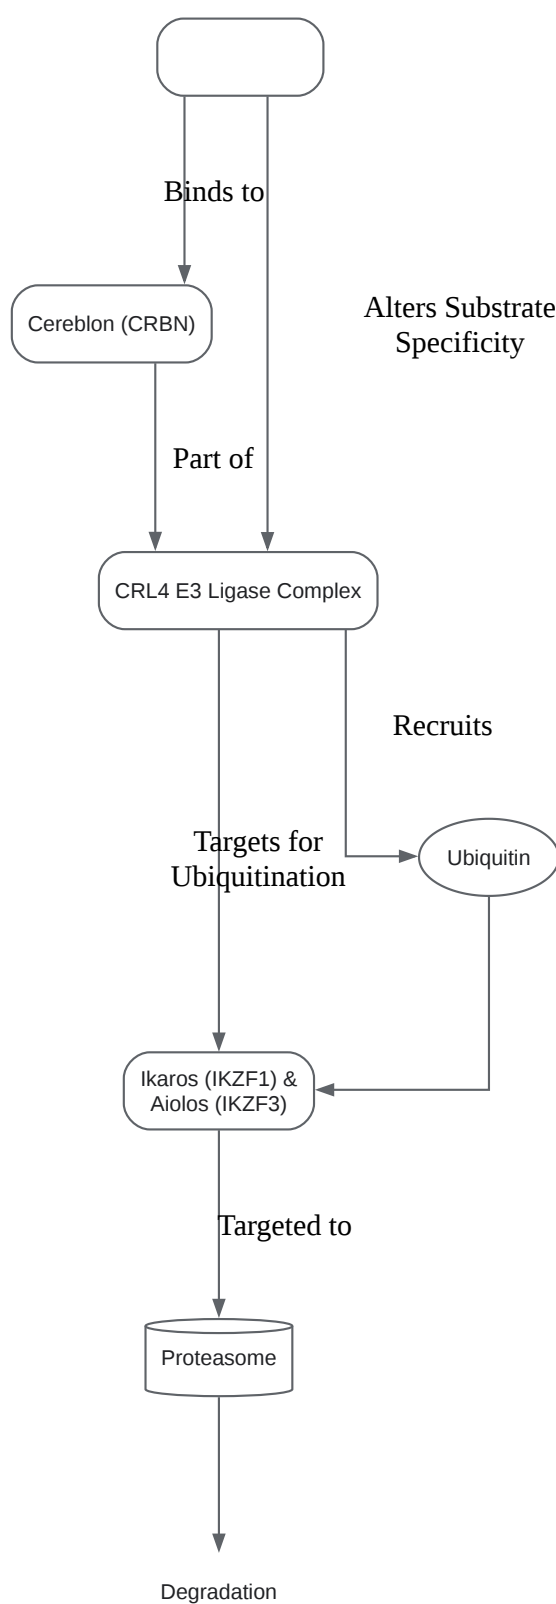 Binds to
Alters Substrate
Specificity
Cereblon (CRBN)
Part of
CRL4 E3 Ligase Complex
Recruits
Targets for
Ubiquitination
Ubiquitin
Ikaros (IKZF1) &
Aiolos (IKZF3)
Targeted to
Proteasome
Degradation